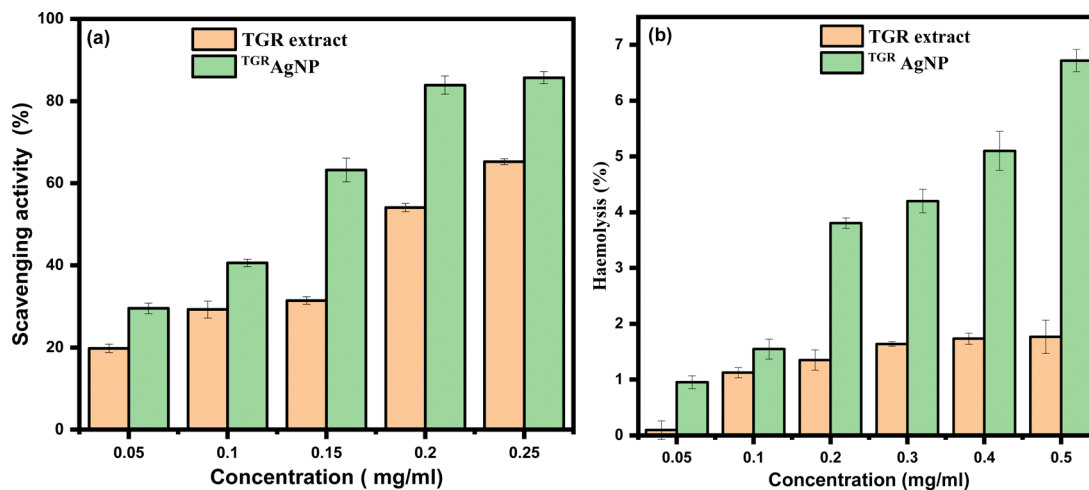 (a)
TGR extract
TGR AgNP
Scavenging activity (%)
100
80
60
40
20
0
0.05 0.1 0.15 0.2 0.25
Concentration ( mg/ml)
(b)
TGR extract
TGR AgNP
Haemolysis (%)
7
6
5
4
3
2
1
0
0.05 0.1 0.2 0.3 0.4 0.5
Concentration (mg/ml)